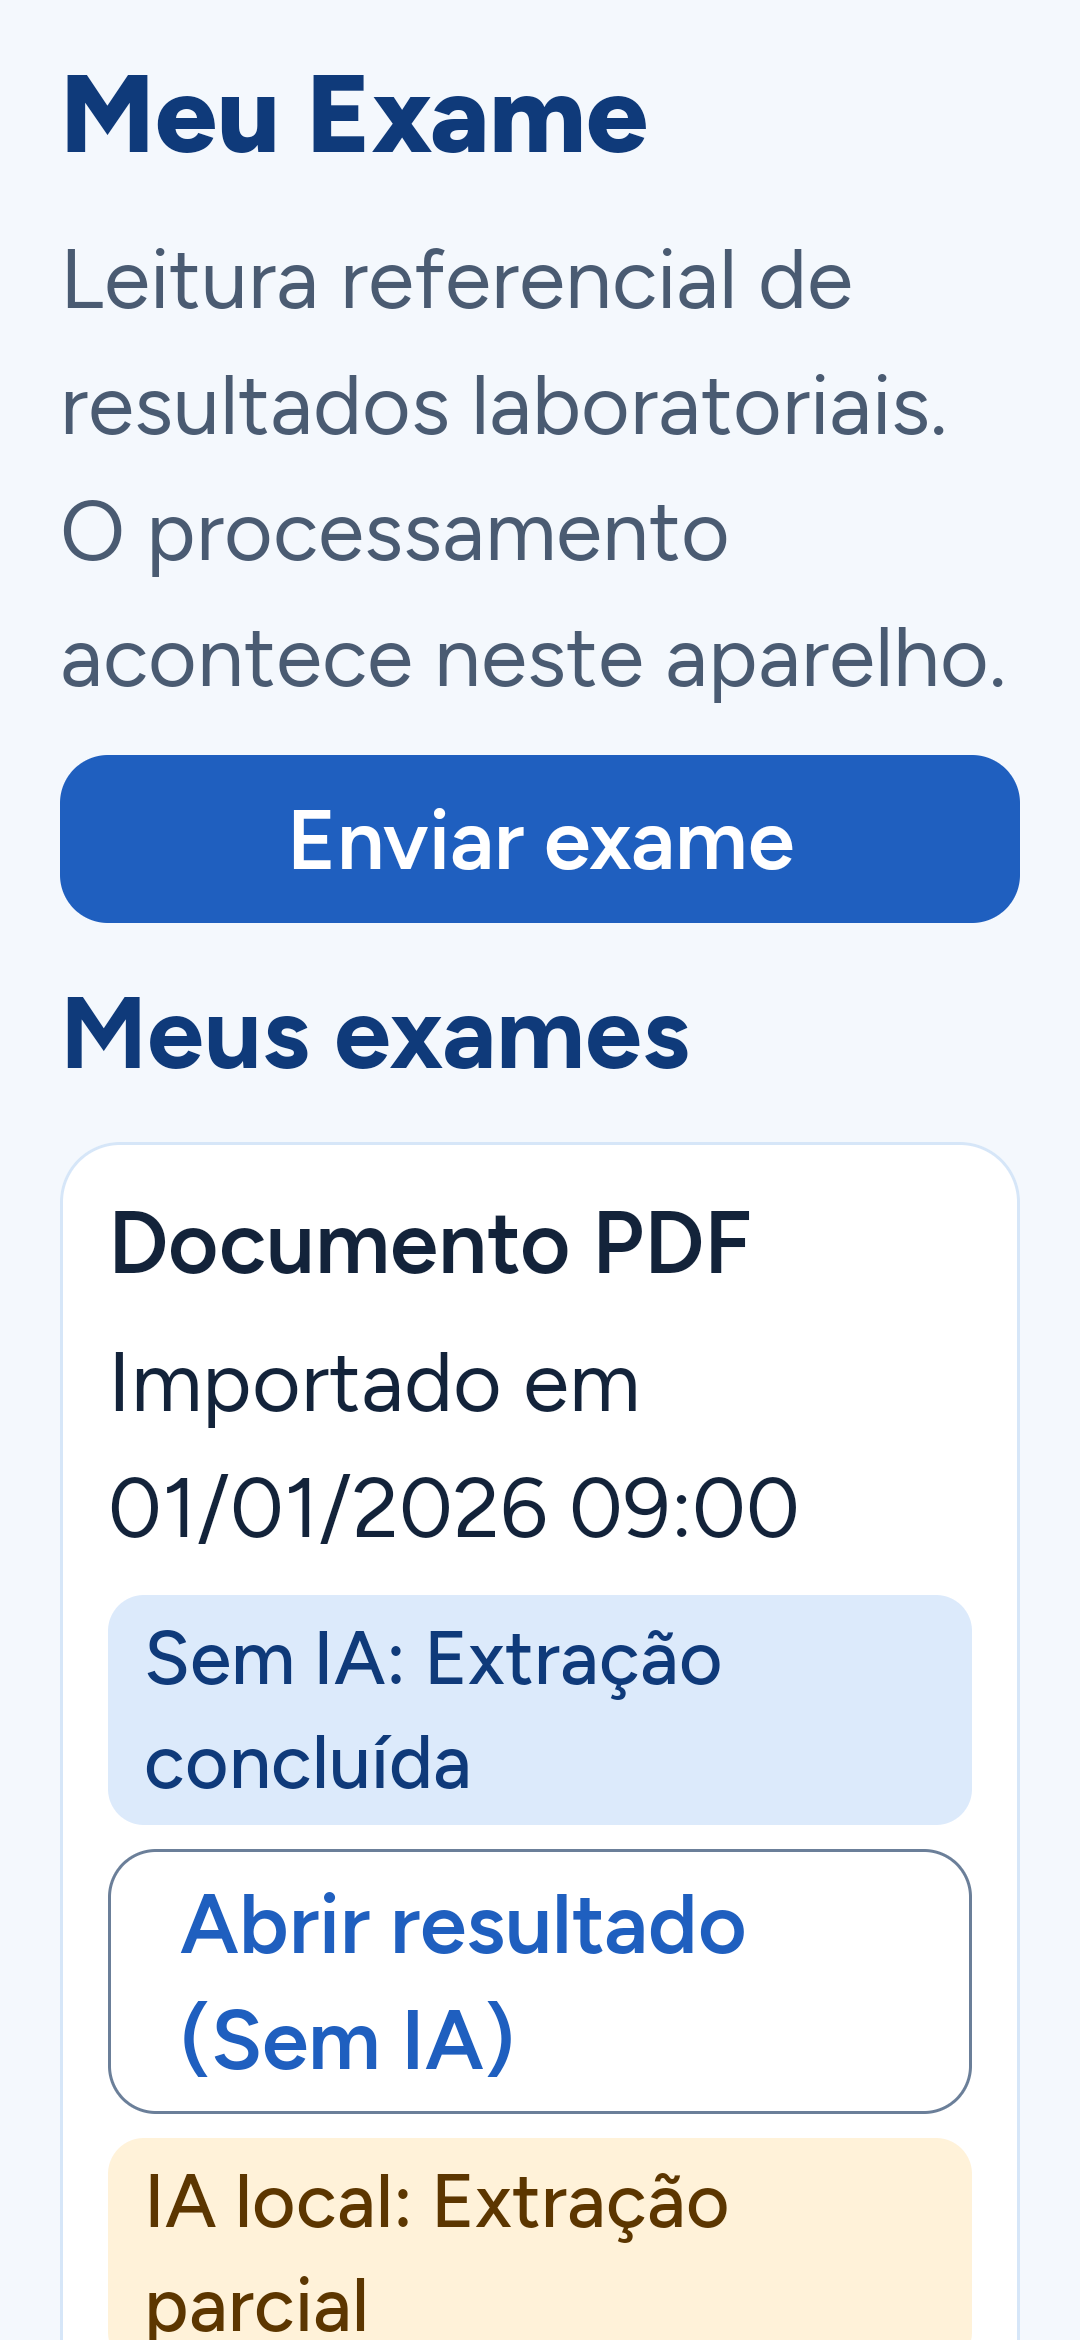 Meu Exame
Leitura referencial de
resultados laboratoriais.
O processamento
acontece neste aparelho.
Enviar exame
Meus exames
Documento PDF
Importado em
01/01/2026 09:00
Sem IA: Extração
concluída
Abrir resultado
(Sem IA)
IA local: Extração
parcial